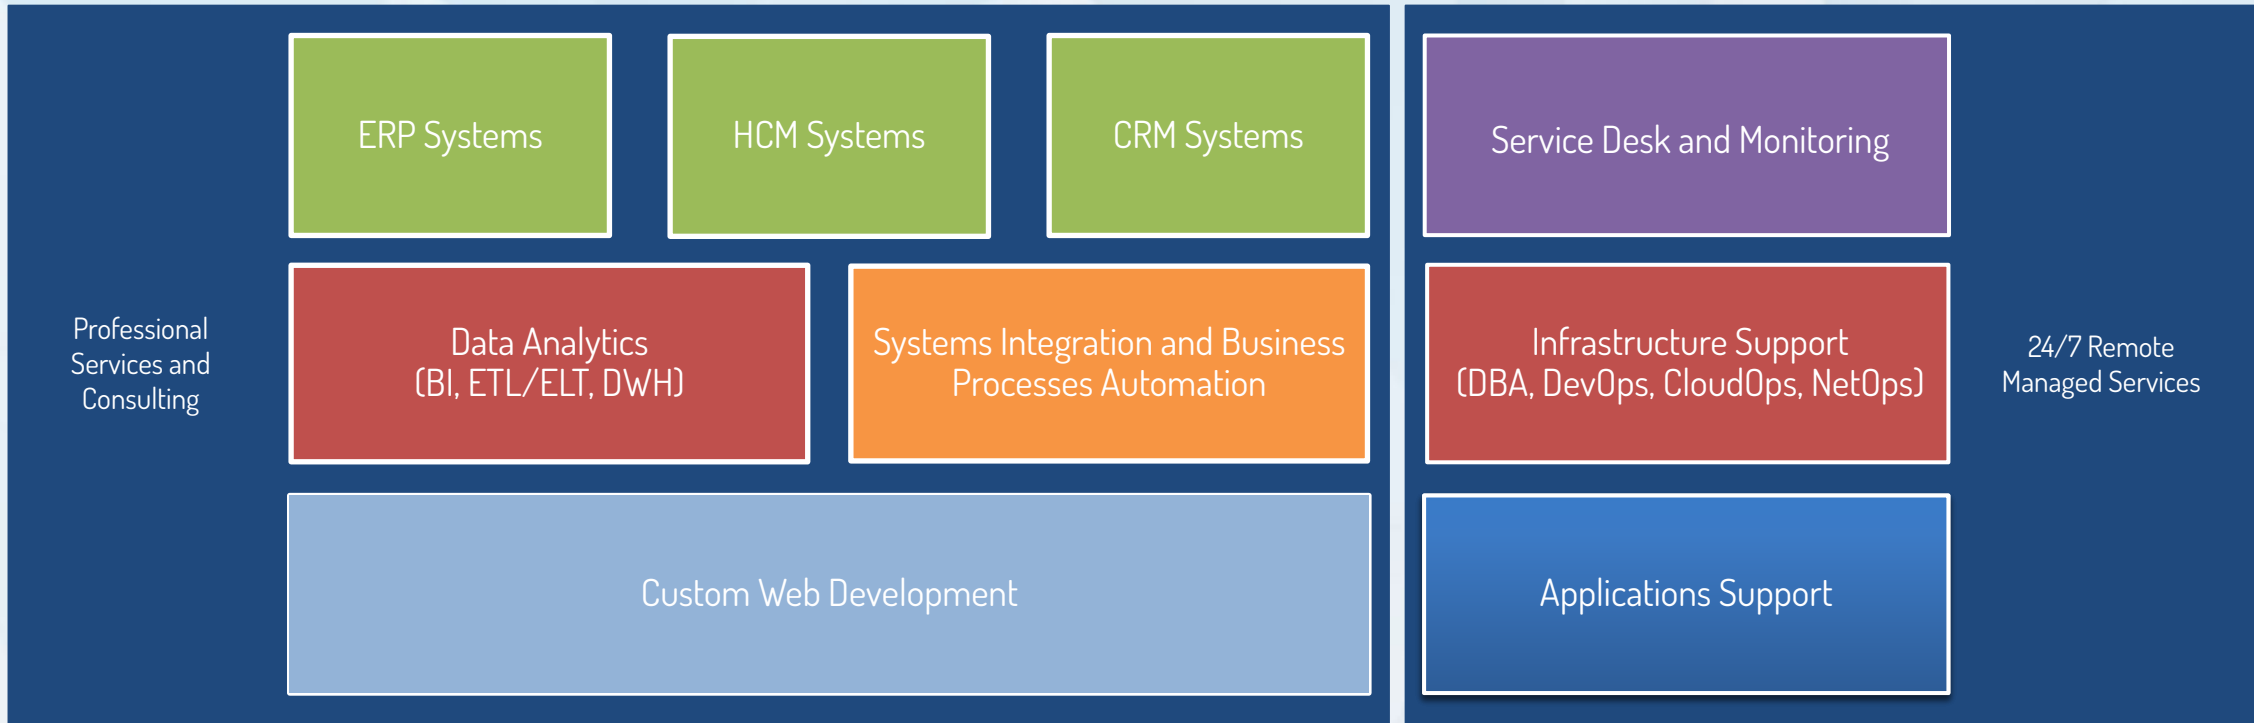 Professional
Services and
Consulting
ERP Systems
HCM Systems
CRM Systems
Data Analytics
(BI, ETL/ELT, DWH)
Systems Integration and Business
Processes Automation
Custom Web Development
Service Desk and Monitoring
Infrastructure Support
(DBA, DevOps, CloudOps, NetOps)
Applications Support
24/7 Remote
Managed Services